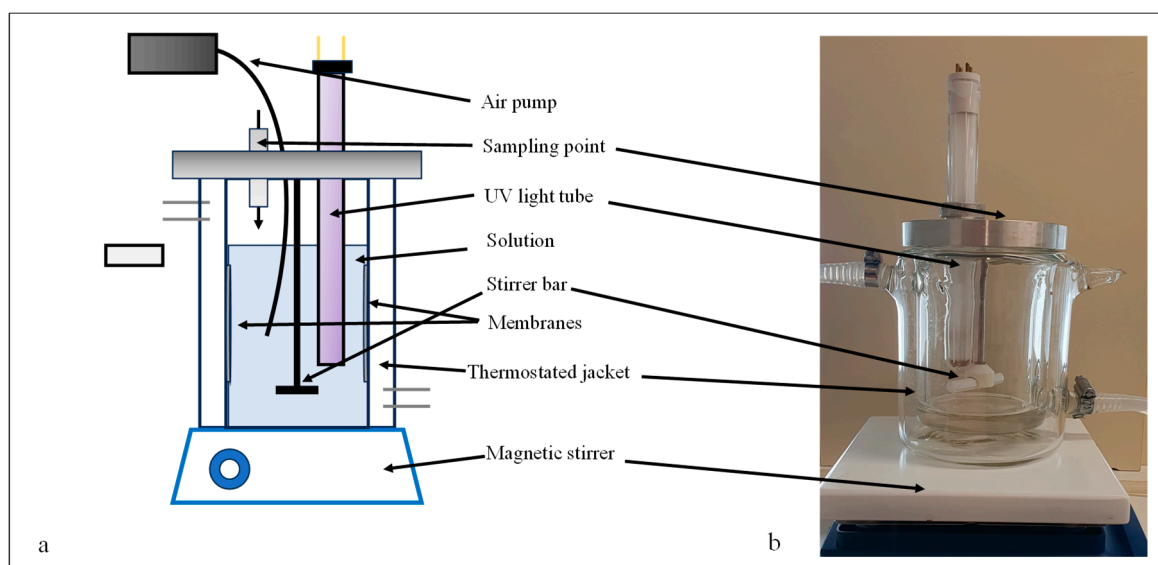 Air pump
Sampling point
UV light tube
Solution
Stirrer bar
Membranes
Thermostated jacket
Magnetic stirrer
a
b